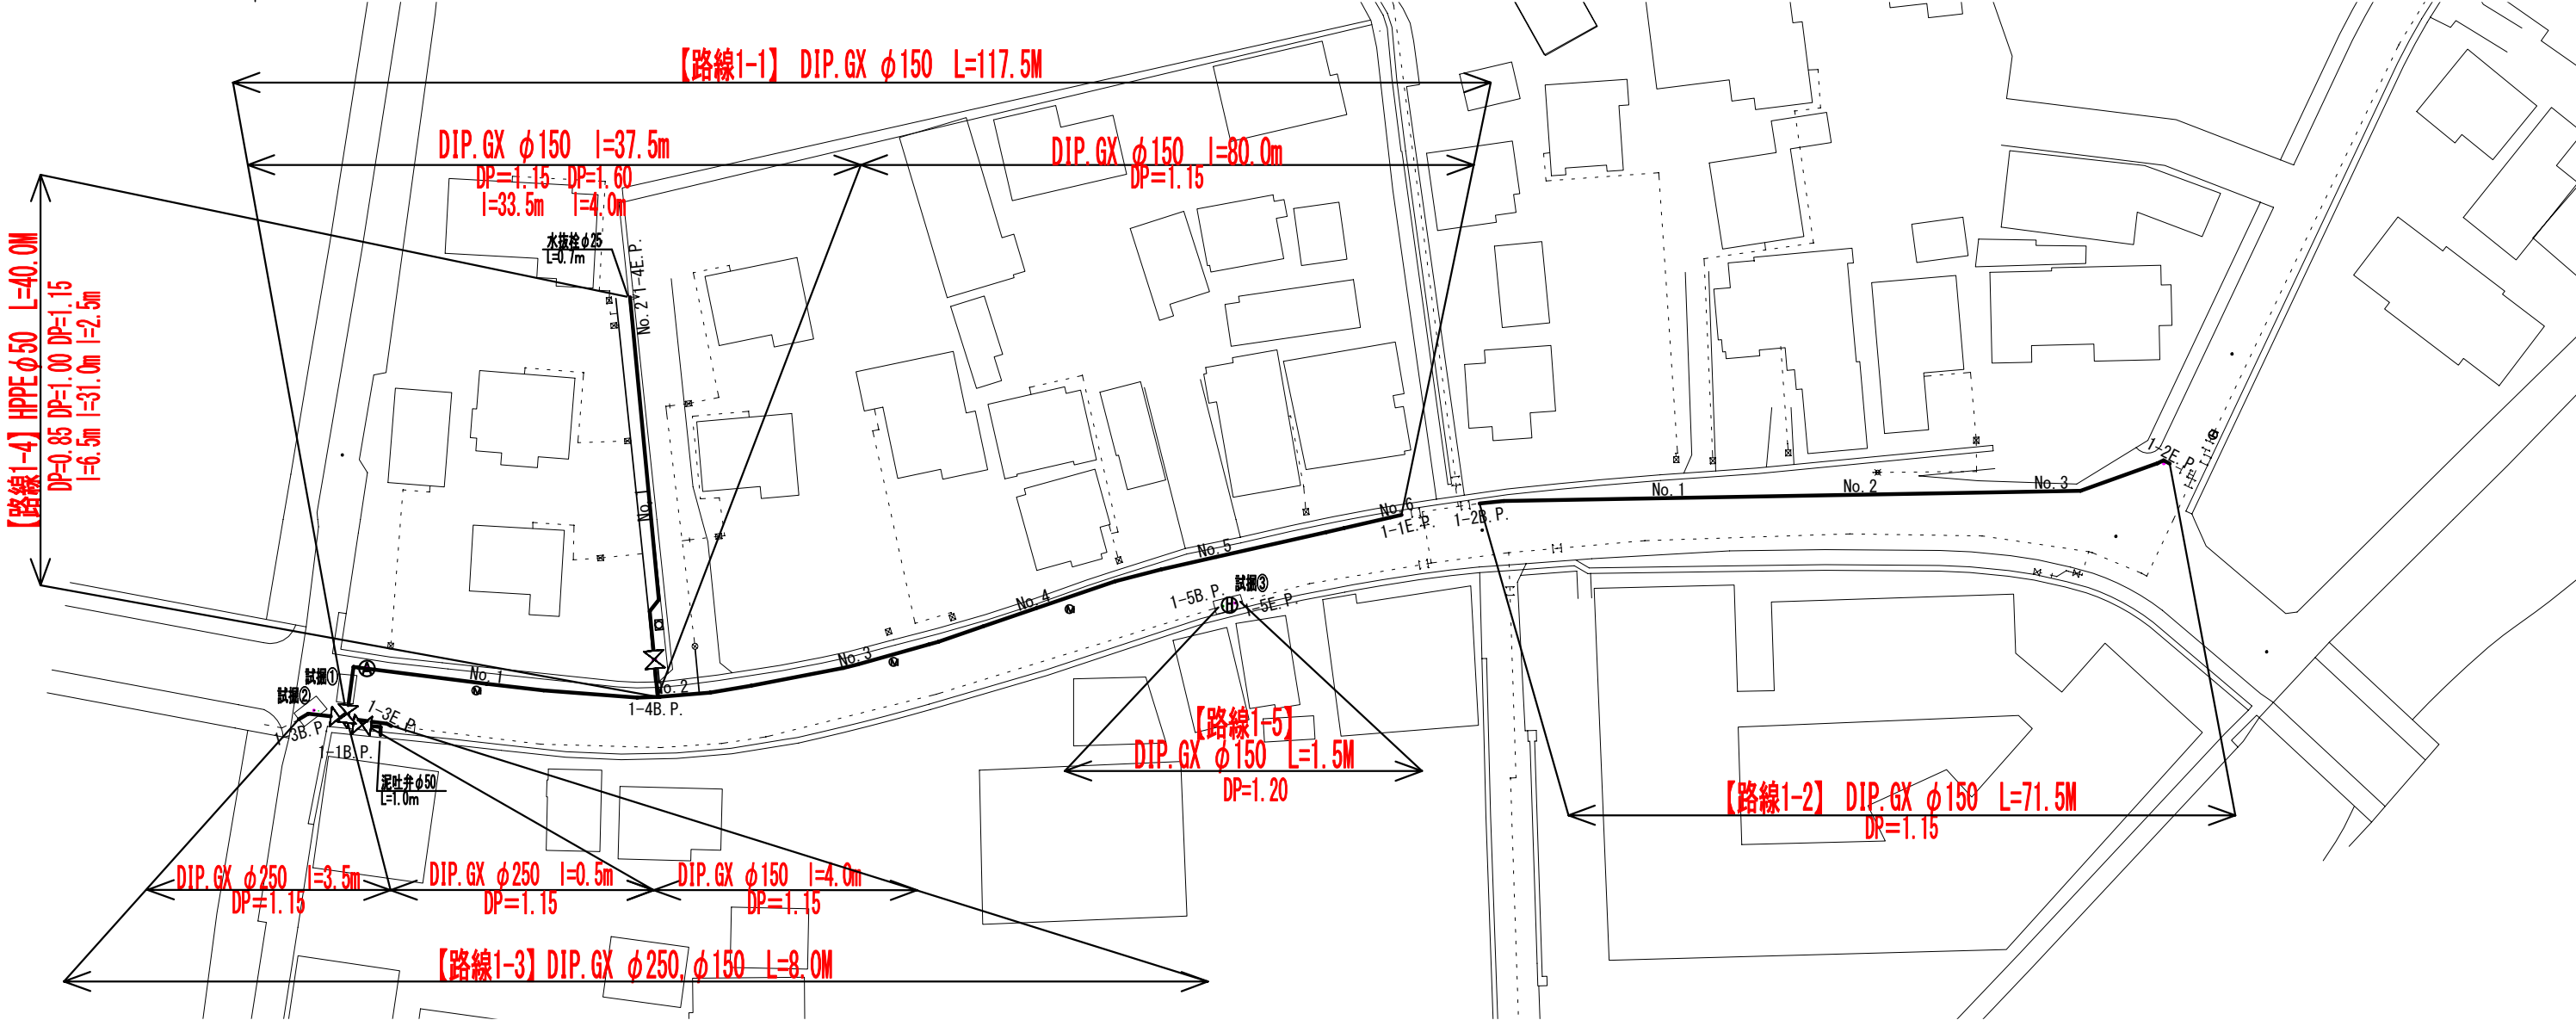 【路線1-1】 DIP.GX φ150 L=117.5M
DIP.GX φ150 l=37.5m
DP=1.15 DP=1.60
l=33.5m l=4.0m
DIP.GX φ150 l=80.0m
DP=1.15
【路線1-4】HPPEφ50 L=40.0M
DP=0.85 DP=1.00 DP=1.15
l=6.5m l=31.0m l=2.5m
水抜栓φ25
L=0.7m
1-4E.P.
No.2
No.1
試掘①
試掘②
1-3B.P.
1-3E.P.
1-1B.P.
泥吐弁φ50
L=1.0m
A
No.1
M
No.2
1-4B.P.
No.3
M
No.4
M
No.5
No.6
1-1E.P.
1-2B.P.
No.1
No.2
No.3
1-2E.P.
1-5B.P.
試掘③
1-5E.P.
H
【路線1-5】
DIP.GX φ150 L=1.5M
DP=1.20
【路線1-2】 DIP.GX φ150 L=71.5M
DP=1.15
DIP.GX φ250 l=3.5m
DP=1.15
DIP.GX φ250 l=0.5m
DP=1.15
DIP.GX φ150 l=4.0m
DP=1.15
【路線1-3】DIP.GX φ250,φ150 L=8.0M